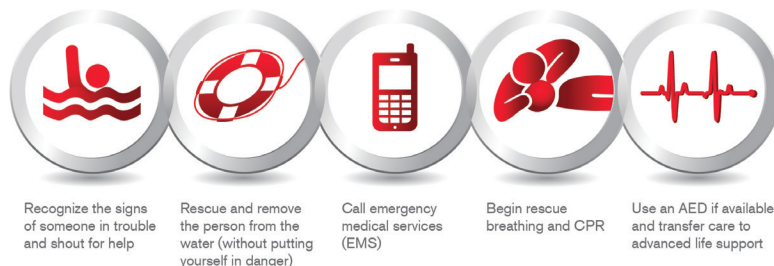 Recognize the signs
of someone in trouble
and shout for help
Rescue and remove
the person from the
water (without putting
yourself in danger)
Call emergency
medical services
(EMS)
Begin rescue
breathing and CPR
Use an AED if available
and transfer care to
advanced life support